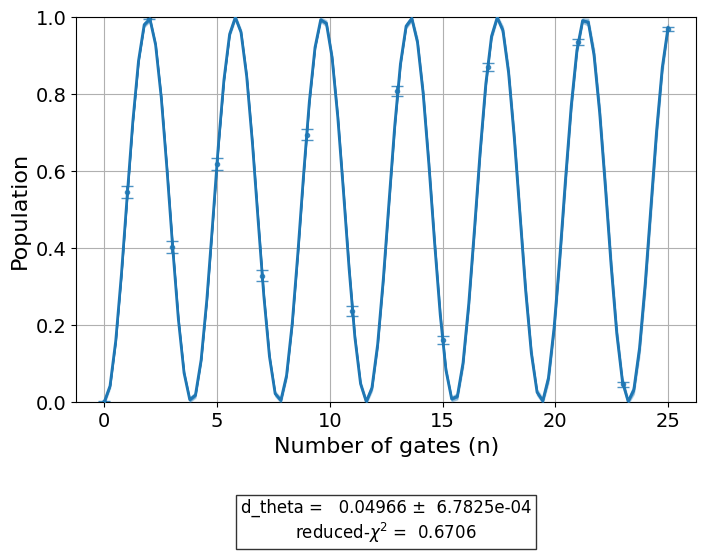 1.0
0.8
0.6
0.4
0.2
0.0
Population
0 5 10 15 20 25
Number of gates (n)
d_theta = 0.04966 ± 6.7825e-04
reduced-χ² = 0.6706